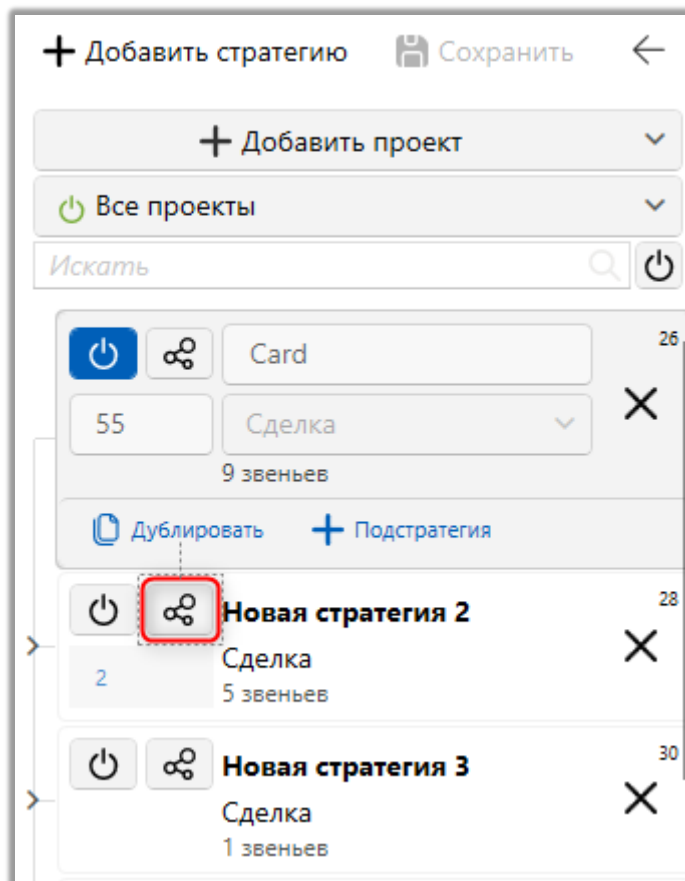 Добавить стратегию Сохранить
Добавить проект
Все проекты
Искать
Card 26
55 Сделка
9 звеньев
Дублировать Подстратегия
Новая стратегия 2 28
Сделка
2
5 звеньев
Новая стратегия 3 30
Сделка
1 звеньев